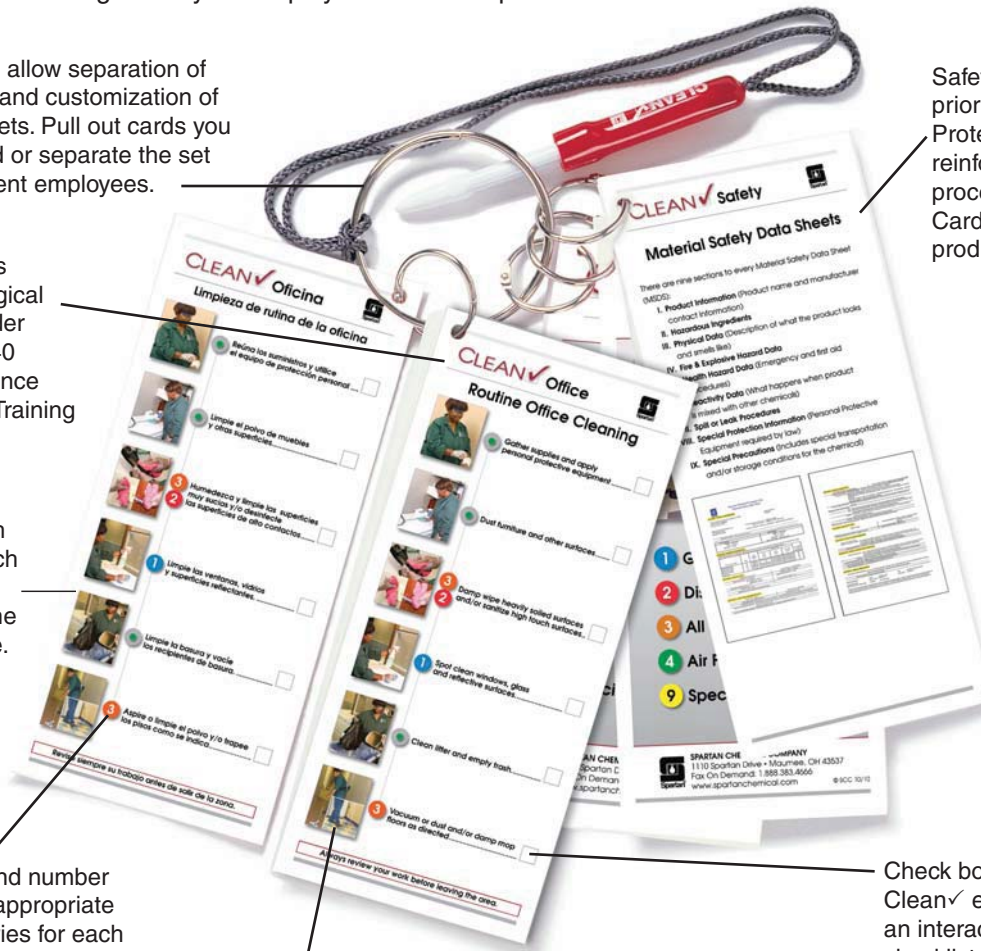 allow separation of
and customization of
ets. Pull out cards you
or separate the set
ent employees.
CLEAN✓ Oficina
Limpieza de rutina de la oficina
Reúna los suministros y utilice
el equipo de protección personal
Limpie el polvo de muebles
y otras superficies
3
2
Humedezca y limpie las superficies
muy sucias y/o desinfecte
las superficies de alto contacto
1
Limpie las ventanas, vidrios
y superficies reflectantes.
Limpie la basura y vacíe
los recipientes de basura.
3
Aspire o limpie el polvo y/o trapee
los pisos como se indica
Revise siempre su trabajo antes de salir de la zona.
CLEAN✓ Office
Routine Office Cleaning
Gather supplies and apply
personal protective equipment
Dust furniture and other surfaces
3
2
Damp wipe heavily soiled surfaces
and/or sanitize high touch surfaces
1
Spot clean windows, glass
and reflective surfaces
Clean litter and empty trash
3
Vacuum or dust and/or damp mop
floors as directed
Always review your work before leaving the area.
CLEAN✓
CLEAN✓ Safety
Spartan
Material Safety Data Sheets
There are nine sections to every Material Safety Data Sheet
(MSDS):
I. Product Information (Product name and manufacturer
contact information)
II. Hazardous Ingredients
III. Physical Data (Description of what the product looks
and smells like)
IV. Fire & Explosive Hazard Data
Health Hazard Data (Emergency and first aid
Data (What happens when product
is mixed with other chemicals)
Spill or Leak Procedures
VIII. Special Protection Information (Personal Protective
Equipment required by law)
IX. Special Precautions (Includes special transportation
and/or storage conditions for the chemical)
1 G
2 Dis
3 All
4 Air F
9 Spec
SPARTAN CHE COMPANY
1110 Spartan Drive • Maumee, OH 43537
Fax On Demand: 1.888.383.4666
www.spartanchemical.com
©SCC 10/12
Safet
prior
Prote
reinfo
proce
Card
prod
s
gical
der
40
nce
Training
ch
ne
e.
nd number
appropriate
ries for each
Check bo
Clean✓ e
an interac